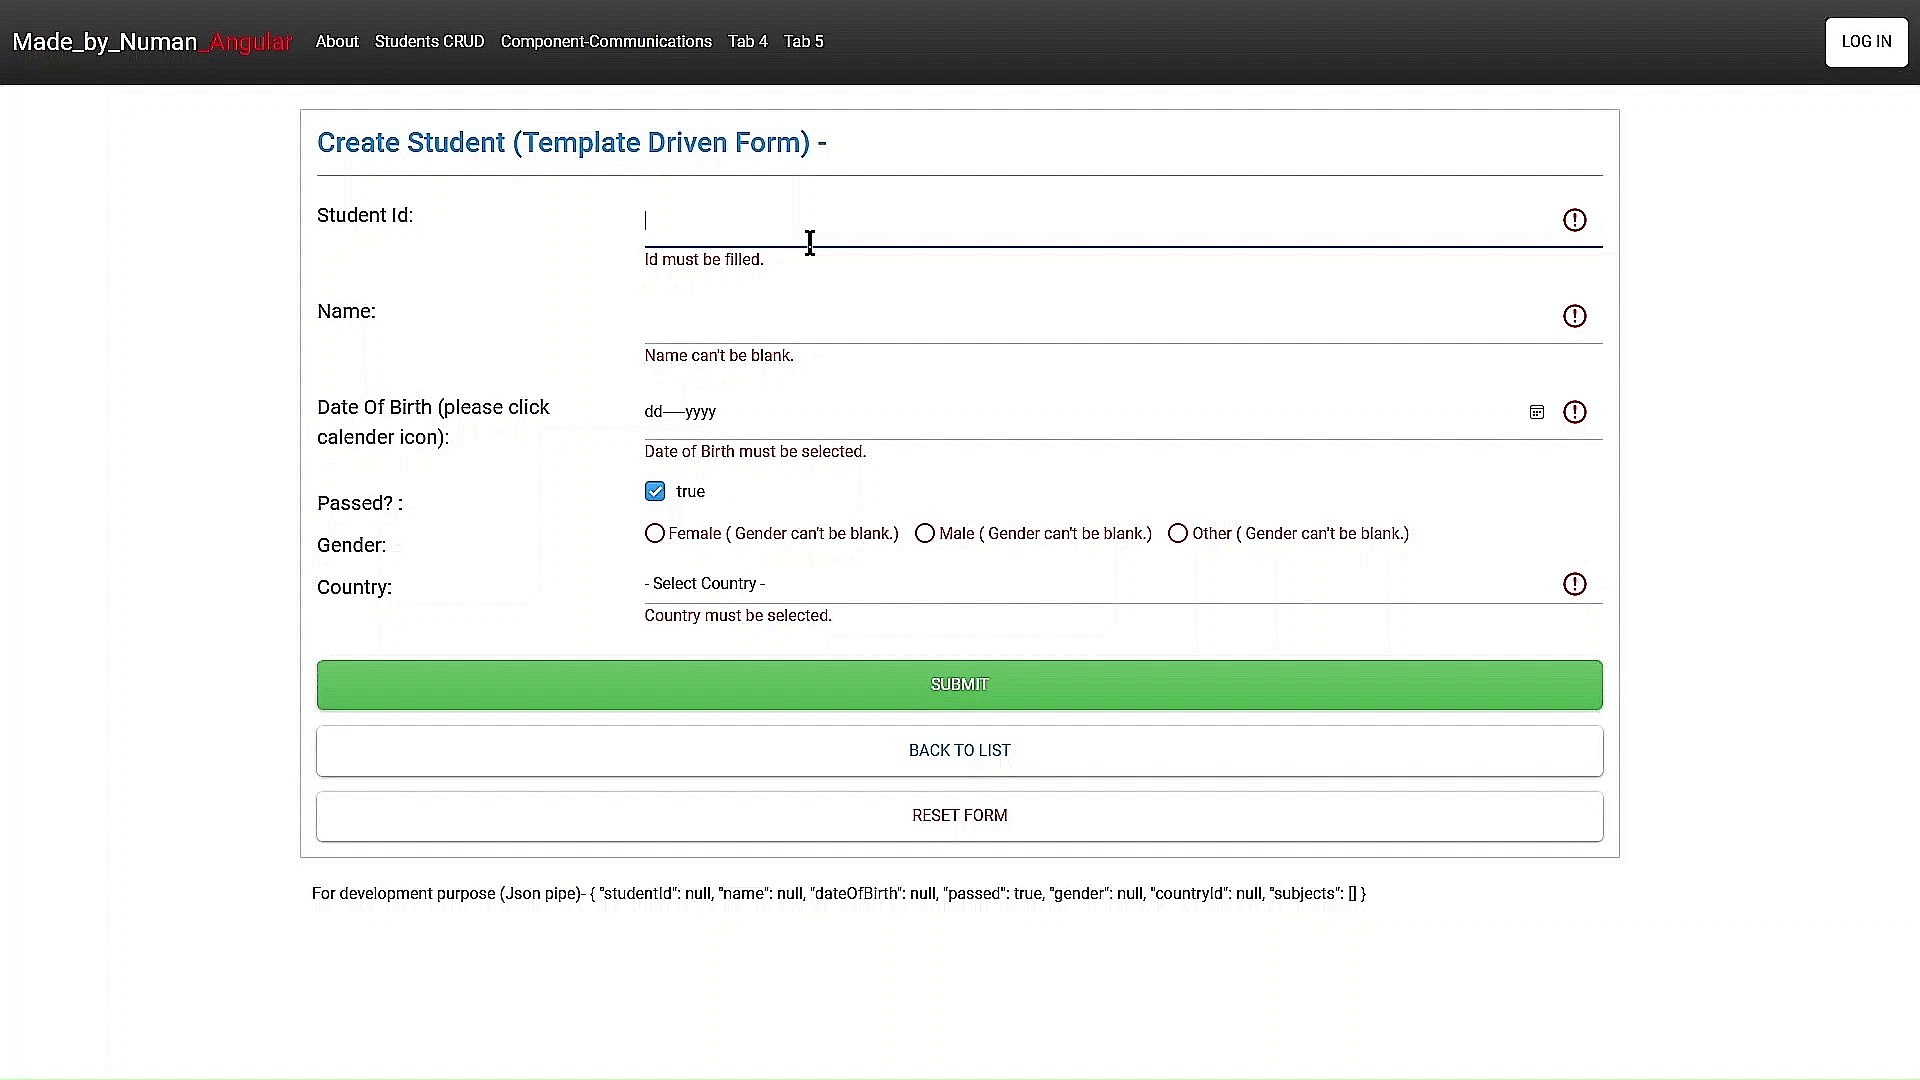 Made_by_Numan_Angular About Students CRUD Component-Communications Tab 4 Tab 5 LOG IN
Create Student (Template Driven Form) -
Student Id:
Id must be filled.
Name:
Name can't be blank.
Date Of Birth (please click
calender icon):
dd-----yyyy
Date of Birth must be selected.
Passed? :
true
Gender:
Female ( Gender can't be blank.) Male ( Gender can't be blank.) Other ( Gender can't be blank.)
Country:
- Select Country -
Country must be selected.
SUBMIT
BACK TO LIST
RESET FORM
For development purpose (Json pipe)- { "studentId": null, "name": null, "dateOfBirth": null, "passed": true, "gender": null, "countryId": null, "subjects": [] }